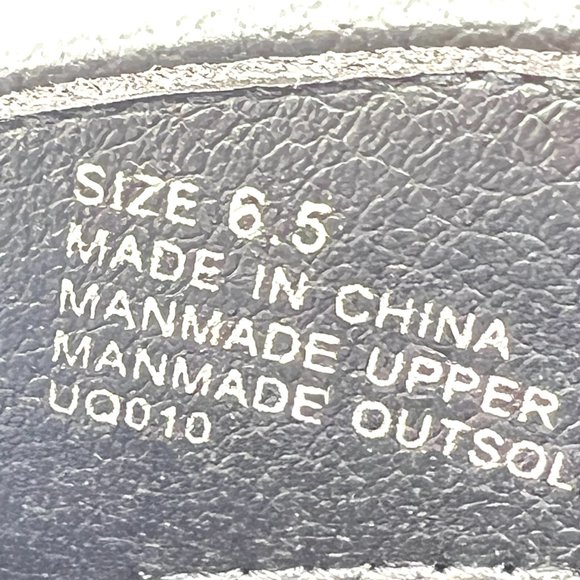 SIZE 6.5
MADE IN CHINA
MANMADE UPPER
MANMADE OUTSOL
UQ010